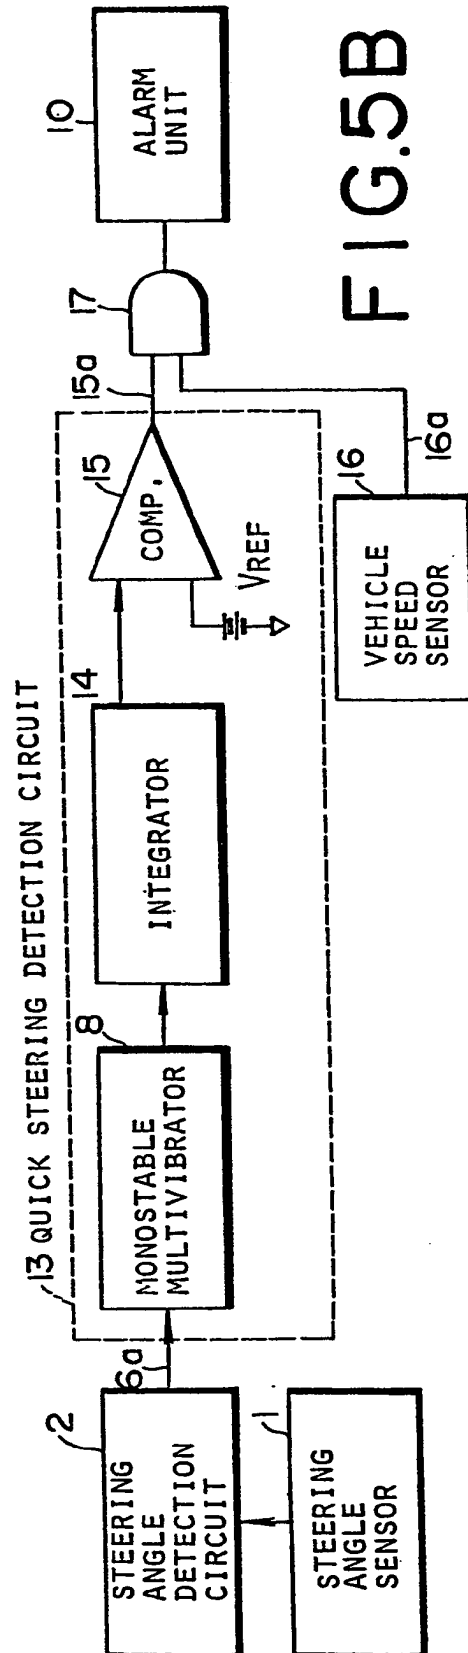 13 QUICK STEERING DETECTION CIRCUIT
2
STEERING
ANGLE
DETECTION
CIRCUIT
6a
8
MONOSTABLE
MULTIVIBRATOR
14
INTEGRATOR
15
COMP.
VREF
15a
17
10
ALARM
UNIT
1
STEERING
ANGLE
SENSOR
16
VEHICLE
SPEED
SENSOR
16a
FIG.5B